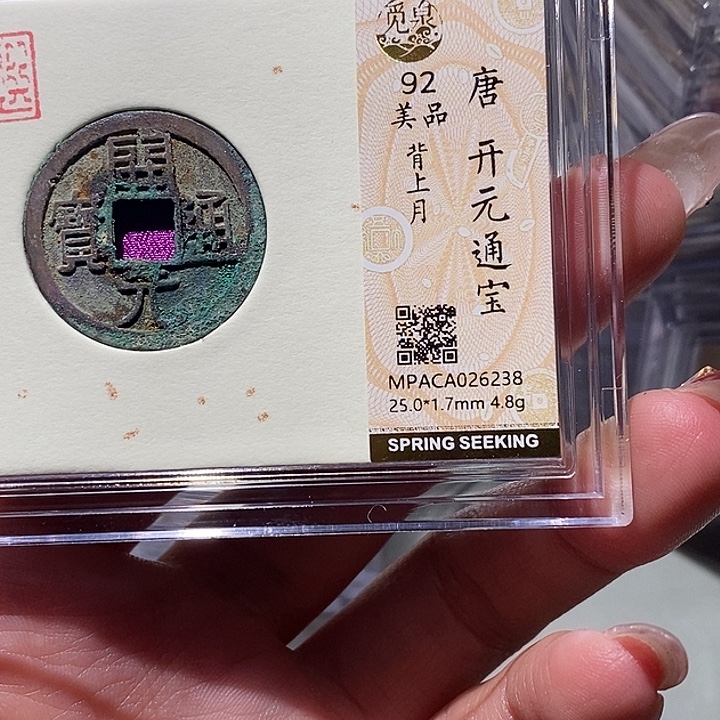 開元通寶
觅泉
92
美品
背上月
唐 开元通宝
MPACA026238
25.0*1.7mm 4.8g
SPRING SEEKING